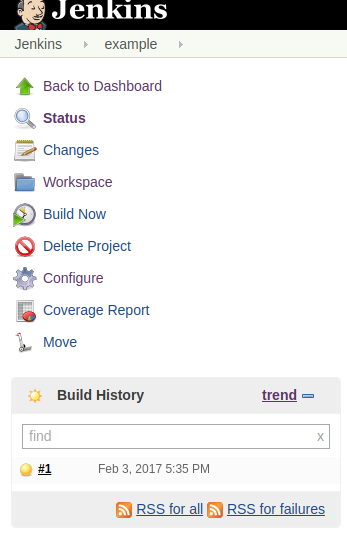 Jenkins
Jenkins example
Back to Dashboard
Status
Changes
Workspace
Build Now
Delete Project
Configure
Coverage Report
Move
Build History trend
find x
#1 Feb 3, 2017 5:35 PM
RSS for all RSS for failures